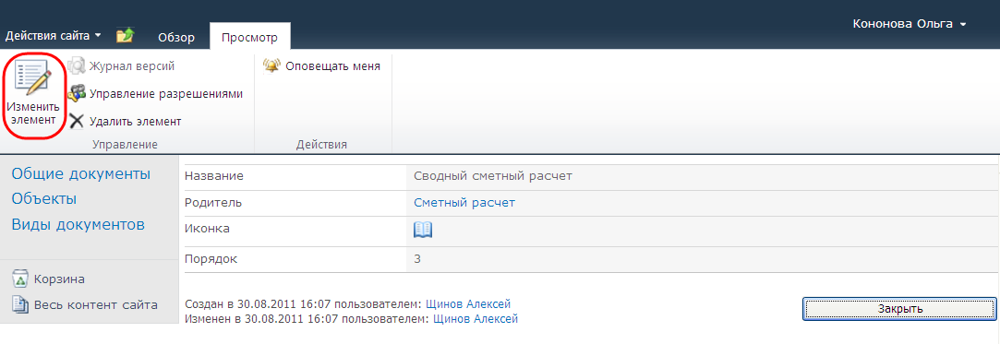 Кононова Ольга
Действия сайта
Обзор
Просмотр
Изменить
элемент
Журнал версий
Управление разрешениями
Удалить элемент
Управление
Оповещать меня
Действия
Общие документы
Объекты
Виды документов
Корзина
Весь контент сайта
Название Сводный сметный расчет
Родитель Сметный расчет
Иконка
Порядок 3
Создан в 30.08.2011 16:07 пользователем: Щинов Алексей
Изменен в 30.08.2011 16:07 пользователем: Щинов Алексей
Закрыть